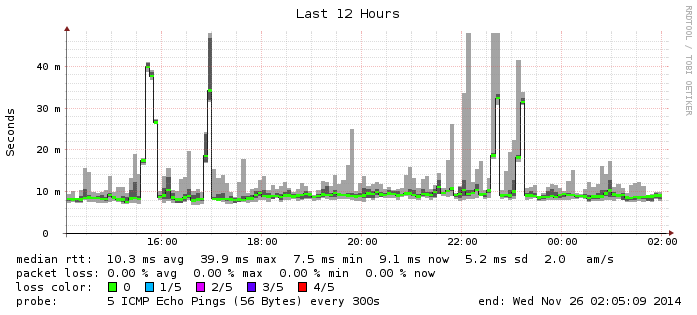 Last 12 Hours
RRDTOOL / TOBI OETIKER
Seconds
40 m
30 m
20 m
10 m
0
16:00 18:00 20:00 22:00 00:00 02:00
median rtt: 10.3 ms avg 39.9 ms max 7.5 ms min 9.1 ms now 5.2 ms sd 2.0 am/s
packet loss: 0.00 % avg 0.00 % max 0.00 % min 0.00 % now
loss color: 0 1/5 2/5 3/5 4/5
probe: 5 ICMP Echo Pings (56 Bytes) every 300s end: Wed Nov 26 02:05:09 2014